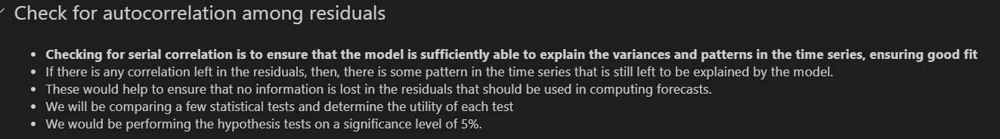 Check for autocorrelation among residuals
• Checking for serial correlation is to ensure that the model is sufficiently able to explain the variances and patterns in the time series, ensuring good fit
• If there is any correlation left in the residuals, then, there is some pattern in the time series that is still left to be explained by the model.
• These would help to ensure that no information is lost in the residuals that should be used in computing forecasts.
• We will be comparing a few statistical tests and determine the utility of each test
• We would be performing the hypothesis tests on a significance level of 5%.